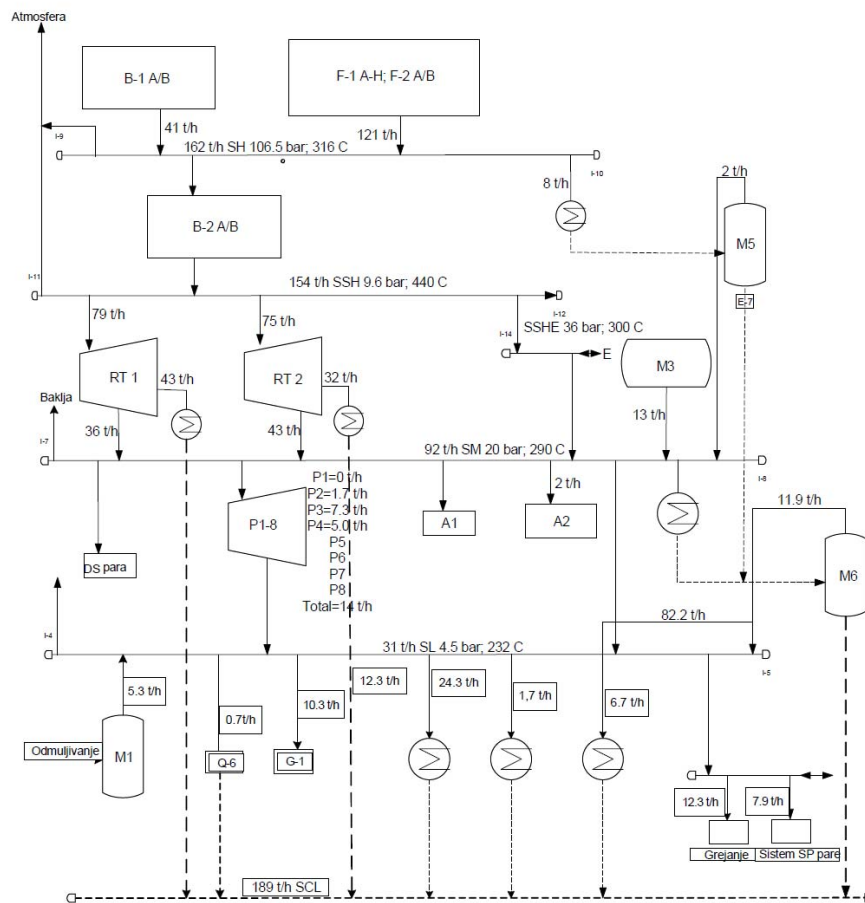 Atmosfera
B-1 A/B
F-1 A-H; F-2 A/B
41 t/h
121 t/h
I-9
162 t/h SH 106.5 bar; 316 C
I-10
8 t/h
2 t/h
B-2 A/B
M5
I-11
154 t/h SSH 9.6 bar; 440 C
I-12
E-7
79 t/h
75 t/h
I-14
SSHE 36 bar; 300 C
E
RT 1
43 t/h
RT 2
32 t/h
M3
Baklja
36 t/h
43 t/h
13 t/h
I-7
92 t/h SM 20 bar; 290 C
I-8
P1=0 t/h
P2=1.7 t/h
P3=7.3 t/h
P4=5.0 t/h
P5
P6
P7
P8
Total=14 t/h
P1-8
A1
2 t/h
A2
11.9 t/h
DS para
M6
82.2 t/h
I-4
31 t/h SL 4.5 bar; 232 C
I-5
5.3 t/h
0.7t/h
10.3 t/h
12.3 t/h
24.3 t/h
1,7 t/h
6.7 t/h
Odmuljivanje
M1
Q-6
G-1
12.3 t/h
7.9 t/h
Grejanje
Sistem SP pare
189 t/h SCL